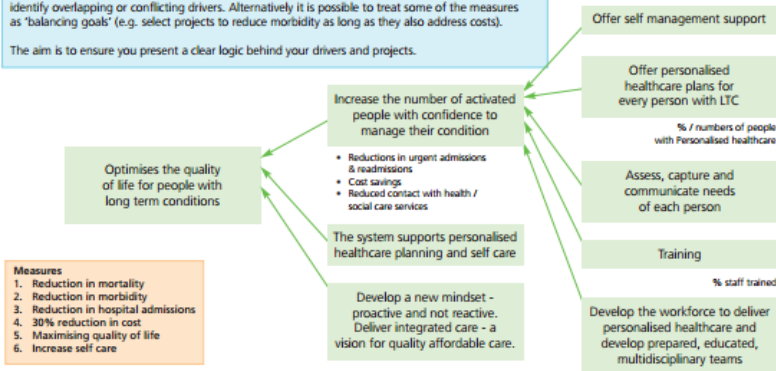 identify overlapping or conflicting drivers. Alternatively it is possible to treat some of the measures
as 'balancing goals' (e.g. select projects to reduce morbidity as long as they also address costs).
The aim is to ensure you present a clear logic behind your drivers and projects.
Optimises the quality
of life for people with
long term conditions
Measures
1. Reduction in mortality
2. Reduction in morbidity
3. Reduction in hospital admissions
4. 30% reduction in cost
5. Maximising quality of life
6. Increase self care
Increase the number of activated
people with confidence to
manage their condition
• Reductions in urgent admissions
& readmissions
• Cost savings
• Reduced contact with health /
social care services
The system supports personalised
healthcare planning and self care
Develop a new mindset -
proactive and not reactive.
Deliver integrated care - a
vision for quality affordable care.
Offer self management support
Offer personalised
healthcare plans for
every person with LTC
% / numbers of people
with Personalised healthcare
Assess, capture and
communicate needs
of each person
Training
% staff trained
Develop the workforce to deliver
personalised healthcare and
develop prepared, educated,
multidisciplinary teams